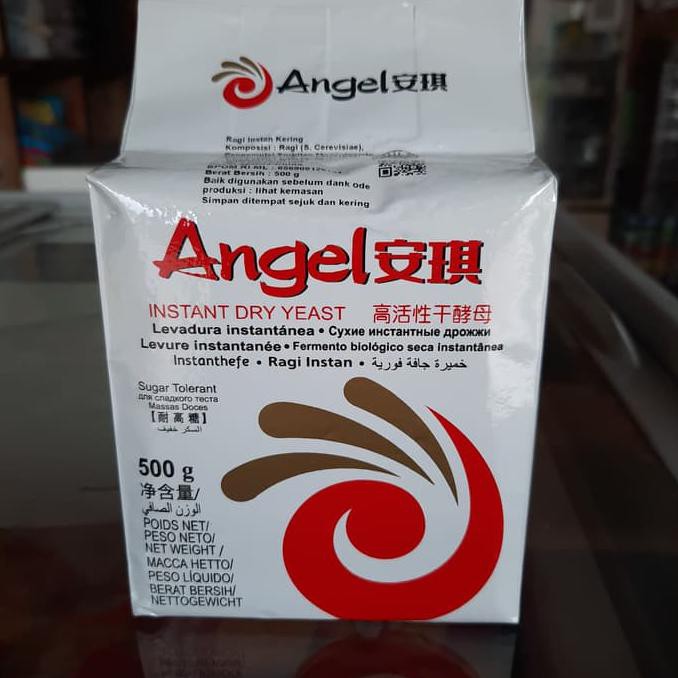 Angel安琪
Ragi Instan Kering
Komposisi : Ragi (S. Cerevisiae),
Berat Bersih : 500 g
Baik digunakan sebelum dank ode
produksi : lihat kemasan
Simpan ditempat sejuk dan kering
Angel安琪
INSTANT DRY YEAST 高活性干酵母
Levadura instantánea • Сухие инстантные дрожжи
Levure instantanée • Fermento biológico seca instantânea
Instanthefe • Ragi Instan • خميرة جافة فورية
Sugar Tolerant
для сладкого теста
Massas Doces
【耐高糖】
السكر خفيف
500 g
净含量/
الوزن الصافي/
POIDS NET/
PESO NETO/
NET WEIGHT /
МАССА НЕТТО/
PESO LÍQUIDO/
BERAT BERSIH/
NETTOGEWICHT